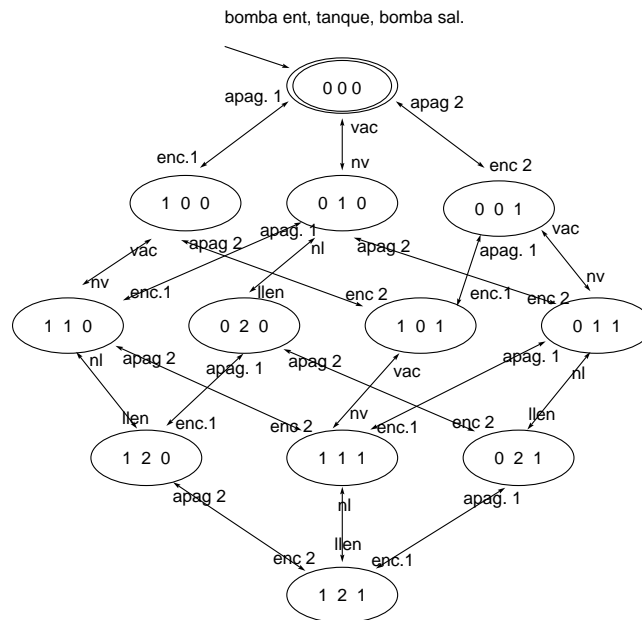 bomba ent, tanque, bomba sal.
0 0 0
apag. 1
apag 2
vac
enc.1
nv
enc 2
1 0 0
0 1 0
0 0 1
vac
apag 2
apag. 1
nl
apag2
apag. 1
vac
nv
enc.1
llen
enc 2
enc.1
enc 2
nv
1 1 0
0 2 0
1 0 1
0 1 1
nl
apag 2
apag. 1
apag 2
vac
apag. 1
nl
llen
enc.1
enc 2
nv
enc.1
enc 2
llen
1 2 0
1 1 1
0 2 1
apag 2
nl
apag. 1
enc 2
llen
enc.1
1 2 1